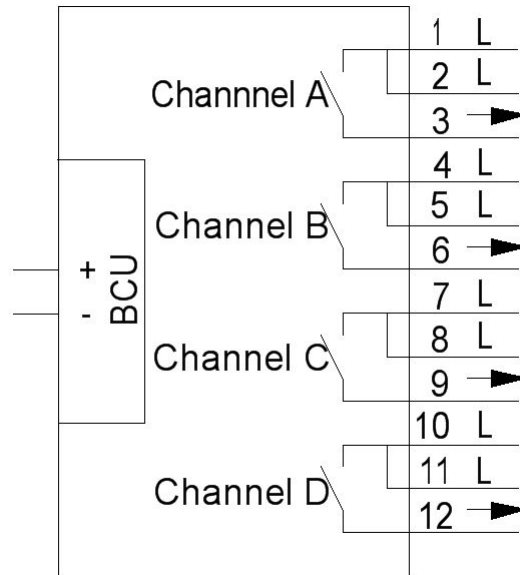 1 L
2 L
Channnel A
3
4 L
5 L
Channel B
6
+
- BCU
7 L
8 L
Channel C
9
10 L
11 L
Channel D
12